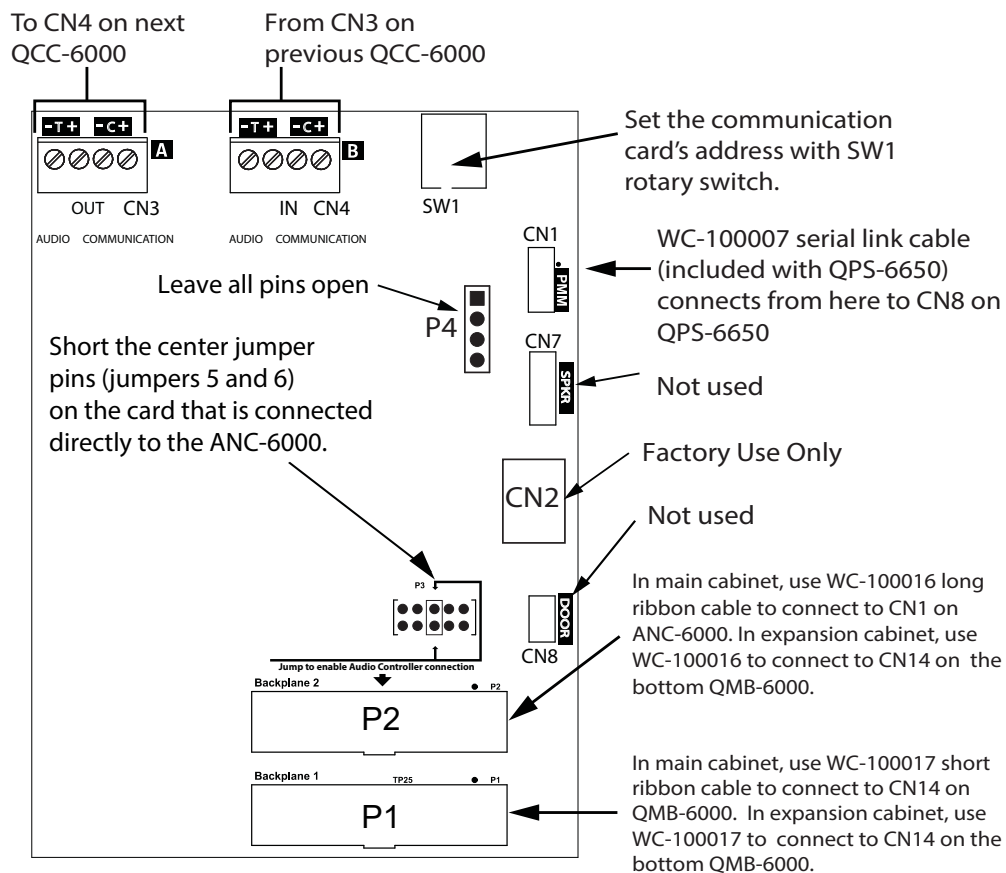 To CN4 on next
QCC-6000
From CN3 on
previous QCC-6000
-T+ -C+
A
OUT CN3
AUDIO COMMUNICATION
-T+ -C+
B
IN CN4
AUDIO COMMUNICATION
SW1
Set the communication
card's address with SW1
rotary switch.
CN1
PMM
WC-100007 serial link cable
(included with QPS-6650)
connects from here to CN8 on
QPS-6650
Leave all pins open
P4
CN7
SPKR
Not used
Short the center jumper
pins (jumpers 5 and 6)
on the card that is connected
directly to the ANC-6000.
Factory Use Only
CN2
Not used
DOOR
CN8
P3
Jump to enable Audio Controller connection
In main cabinet, use WC-100016 long
ribbon cable to connect to CN1 on
ANC-6000. In expansion cabinet, use
WC-100016 to connect to CN14 on the
bottom QMB-6000.
Backplane 2
P2
P2
In main cabinet, use WC-100017 short
ribbon cable to connect to CN14 on
QMB-6000. In expansion cabinet, use
WC-100017 to connect to CN14 on the
bottom QMB-6000.
Backplane 1
TP25
P1
P1